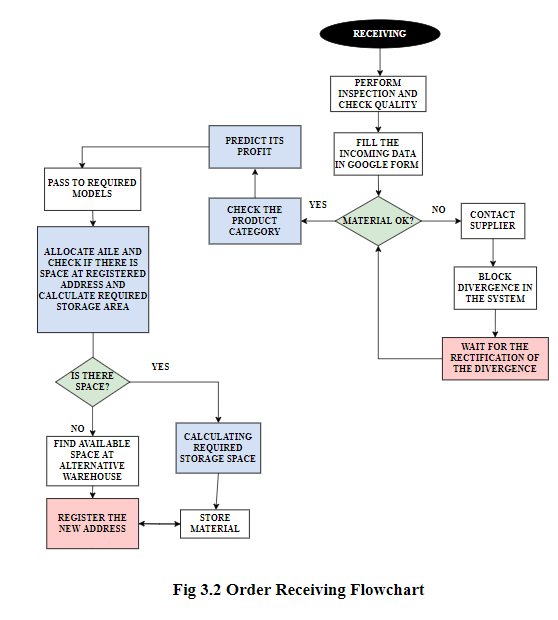 RECEIVING
PERFORM
INSPECTION AND
CHECK QUALITY
FILL THE
INCOMING DATA
IN GOOGLE FORM
MATERIAL OK?
YES
NO
CONTACT
SUPPLIER
BLOCK
DIVERGENCE IN
THE SYSTEM
WAIT FOR THE
RECTIFICATION OF
THE DIVERGENCE
CHECK THE
PRODUCT
CATEGORY
PREDICT ITS
PROFIT
PASS TO REQUIRED
MODELS
ALLOCATE AILE AND
CHECK IF THERE IS
SPACE AT REGISTERED
ADDRESS AND
CALCULATE REQUIRED
STORAGE AREA
IS THERE
SPACE?
YES
NO
CALCULATING
REQUIRED
STORAGE SPACE
FIND AVAILABLE
SPACE AT
ALTERNATIVE
WAREHOUSE
REGISTER THE
NEW ADDRESS
STORE
MATERIAL
Fig 3.2 Order Receiving Flowchart